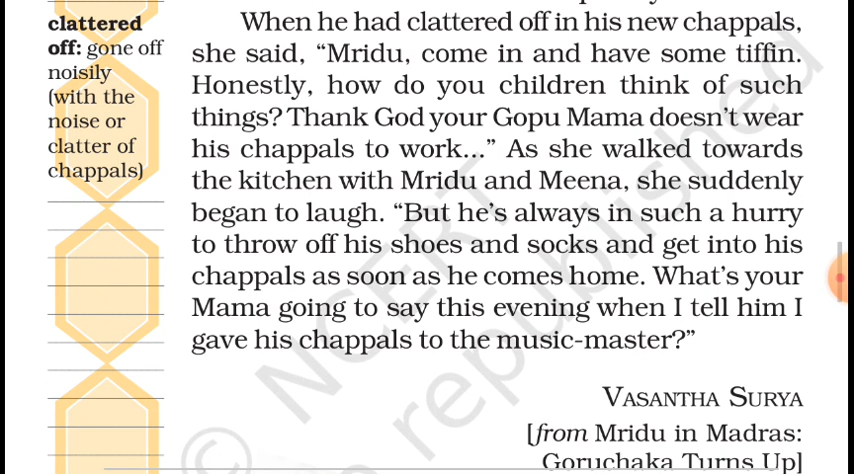 clattered
off: gone off
noisily
(with the
noise or
clatter of
chappals)
When he had clattered off in his new chappals,
she said, “Mridu, come in and have some tiffin.
Honestly, how do you children think of such
things? Thank God your Gopu Mama doesn’t wear
his chappals to work...” As she walked towards
the kitchen with Mridu and Meena, she suddenly
began to laugh. “But he’s always in such a hurry
to throw off his shoes and socks and get into his
chappals as soon as he comes home. What’s your
Mama going to say this evening when I tell him I
gave his chappals to the music-master?”
VASANTHA SURYA
[from Mridu in Madras:
Goruchaka Turns Up]
© NCERT
republished